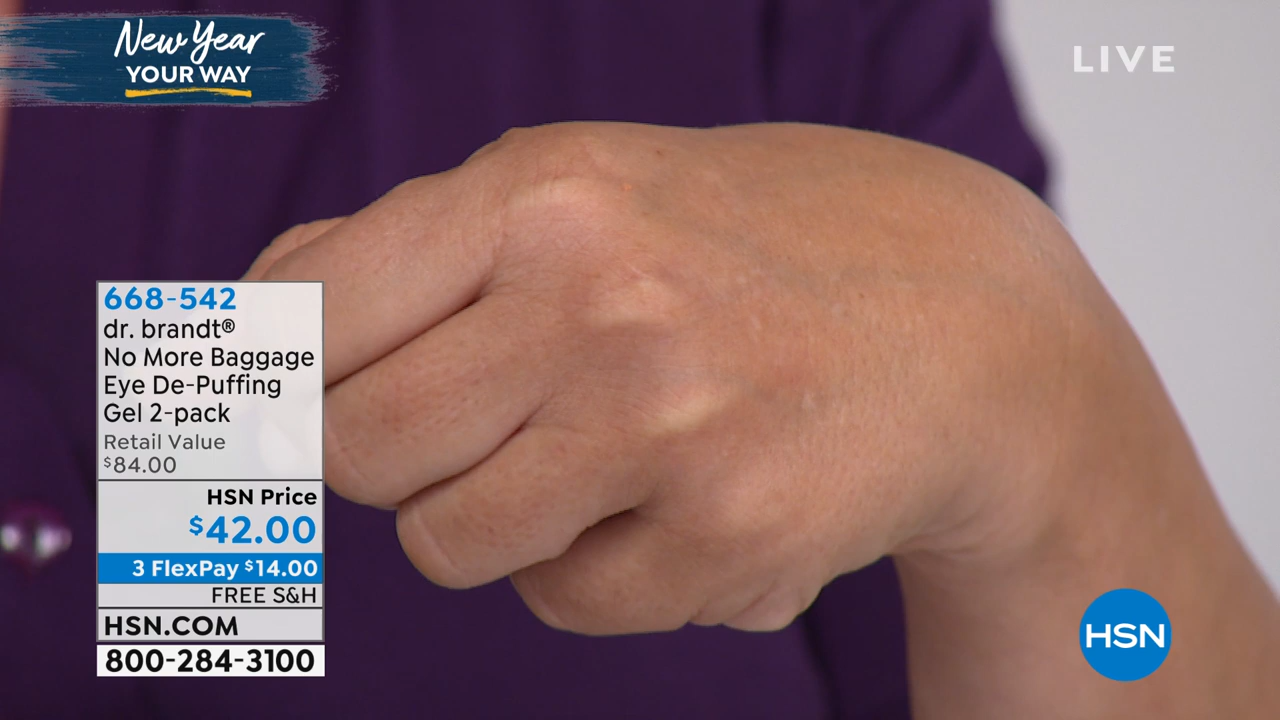 New Year
YOUR WAY
LIVE
668-542
dr. brandt®
No More Baggage
Eye De-Puffing
Gel 2-pack
Retail Value
$84.00
HSN Price
$42.00
3 FlexPay $14.00
FREE S&H
HSN.COM
800-284-3100
HSN